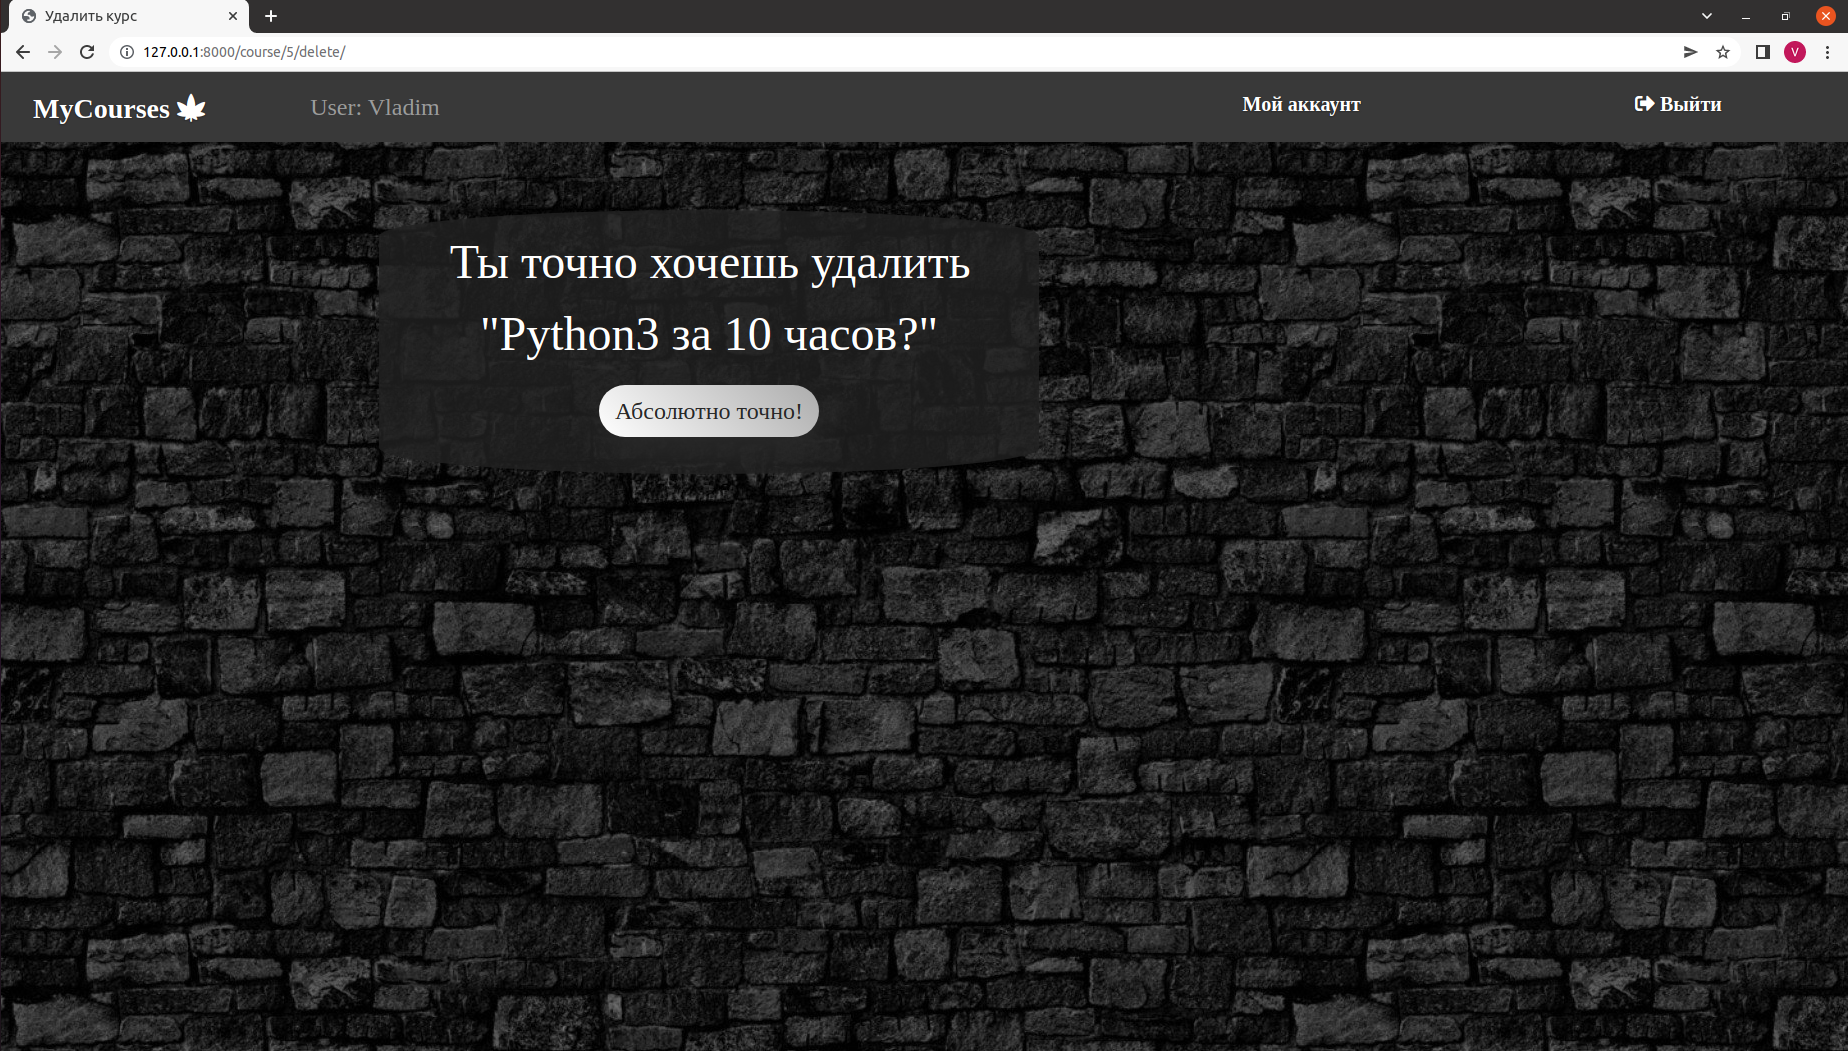 Удалить курс
127.0.0.1:8000/course/5/delete/
V
MyCourses
User: Vladim
Мой аккаунт
Выйти
Ты точно хочешь удалить
"Python3 за 10 часов?"
Абсолютно точно!